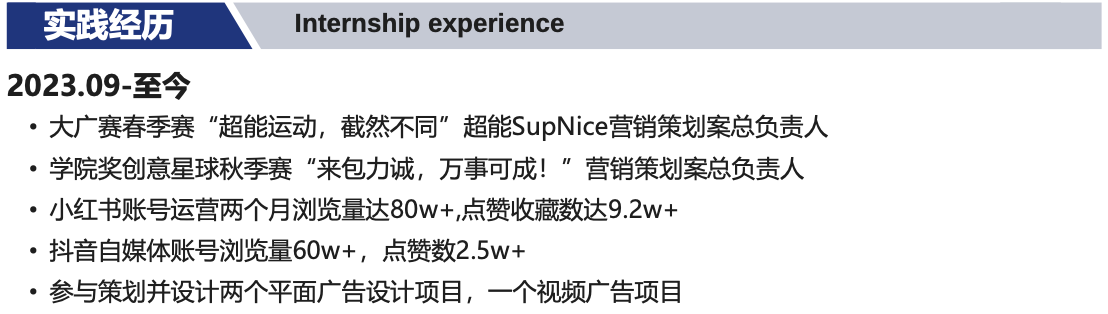 实践经历 Internship experience
2023.09-至今
• 大广赛春季赛“超能运动，截然不同”超能SupNice营销策划案总负责人
• 学院奖创意星球秋季赛“来包力诚，万事可成！”营销策划案总负责人
• 小红书账号运营两个月浏览量达80w+,点赞收藏数达9.2w+
• 抖音自媒体账号浏览量60w+，点赞数2.5w+
• 参与策划并设计两个平面广告设计项目，一个视频广告项目